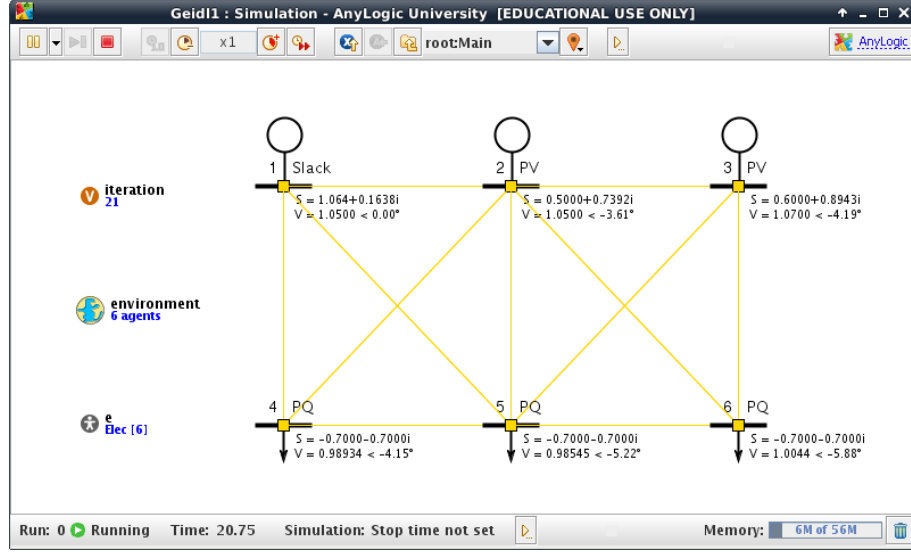 Geidl1 : Simulation - AnyLogic University [EDUCATIONAL USE ONLY]
x1
root:Main
AnyLogic
1 Slack
S = 1.064+0.1638i
V = 1.0500 < 0.00°
2 PV
S = 0.5000+0.7392i
V = 1.0500 < -3.61°
3 PV
S = 0.6000+0.8943i
V = 1.0700 < -4.19°
V iteration
21
environment
6 agents
e
Elec [6]
4 PQ
S = -0.7000-0.7000i
V = 0.98934 < -4.15°
5 PQ
S = -0.7000-0.7000i
V = 0.98545 < -5.22°
6 PQ
S = -0.7000-0.7000i
V = 1.0044 < -5.88°
Run: 0 Running Time: 20.75 Simulation: Stop time not set Memory: 6M of 56M